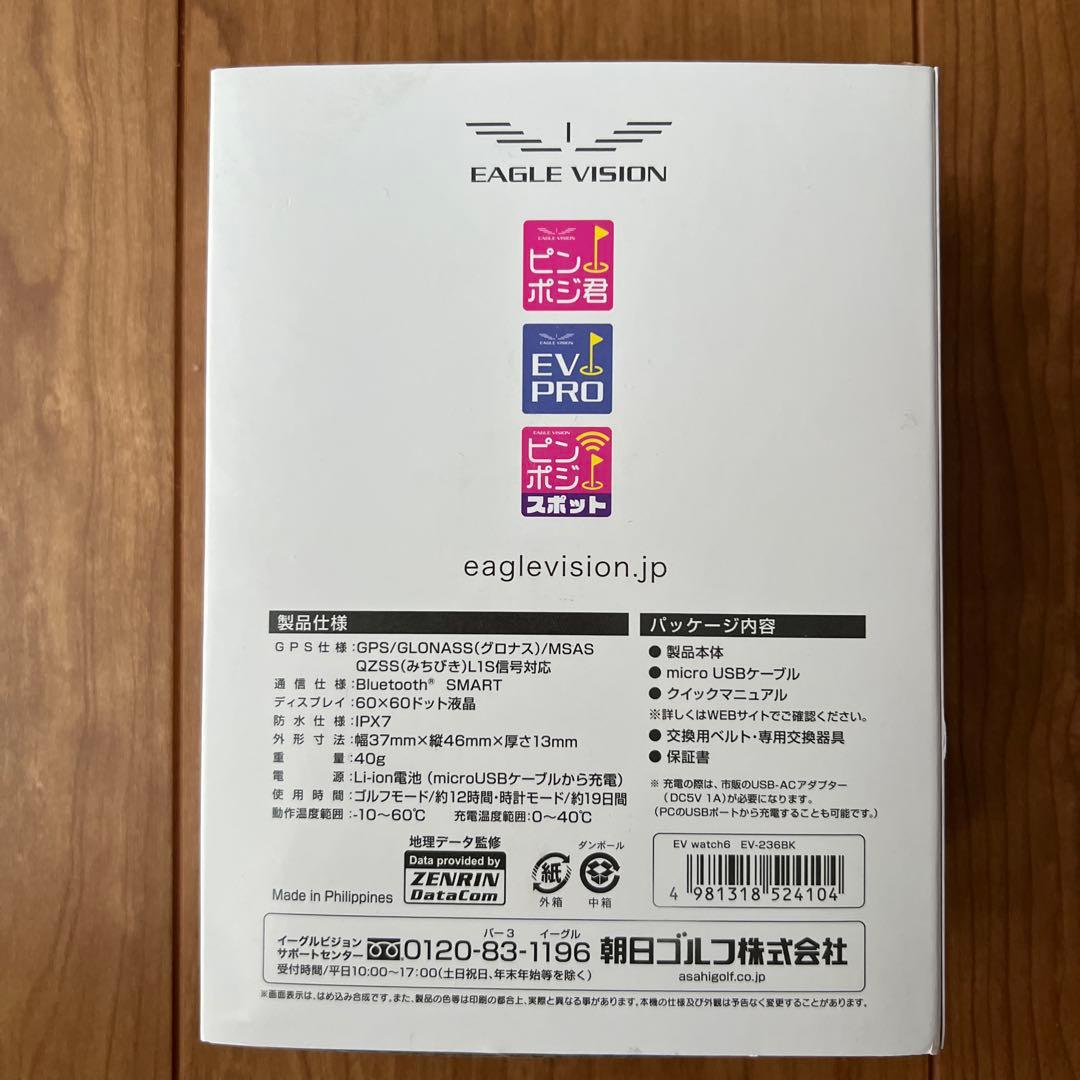 EAGLE VISION
EAGLE VISION
ピン
ポジ君
EAGLE VISION
EV
PRO
EAGLE VISION
ピン
ポジ
スポット
eaglevision.jp
製品仕様
GPS仕様:GPS/GLONASS(グロナス)/MSAS
QZSS(みちびき)L1S信号対応
通信仕様:Bluetooth® SMART
ディスプレイ:60×60ドット液晶
防水仕様:IPX7
外形寸法:幅37mm×縦46mm×厚さ13mm
重量:40g
電源:Li-ion電池(microUSBケーブルから充電)
使用時間:ゴルフモード/約12時間・時計モード/約19日間
動作温度範囲:-10~60℃ 充電温度範囲:0~40℃
パッケージ内容
● 製品本体
● micro USBケーブル
● クイックマニュアル
※詳しくはWEBサイトでご確認ください。
● 交換用ベルト・専用交換器具
● 保証書
※ 充電の際は、市販のUSB-ACアダプター
(DC5V 1A)が必要になります。
(PCのUSBポートから充電することも可能です。)
地理データ監修
Data provided by
ZENRIN
DataCom
Made in Philippines
紙
外箱
ダンボール
中箱
EV watch6 EV-236BK
4 981318 524104
イーグルビジョン
サポートセンター
バー3 イーグル
0120-83-1196
朝日ゴルフ株式会社
受付時間/平日10:00~17:00(土日祝日、年末年始等を除く)
asahigolf.co.jp
※画面表示は、はめ込み合成です。また、製品の色等は印刷の都合上、実際と異なる事があります。本機の仕様及び外観は予告なく変更することがあります。